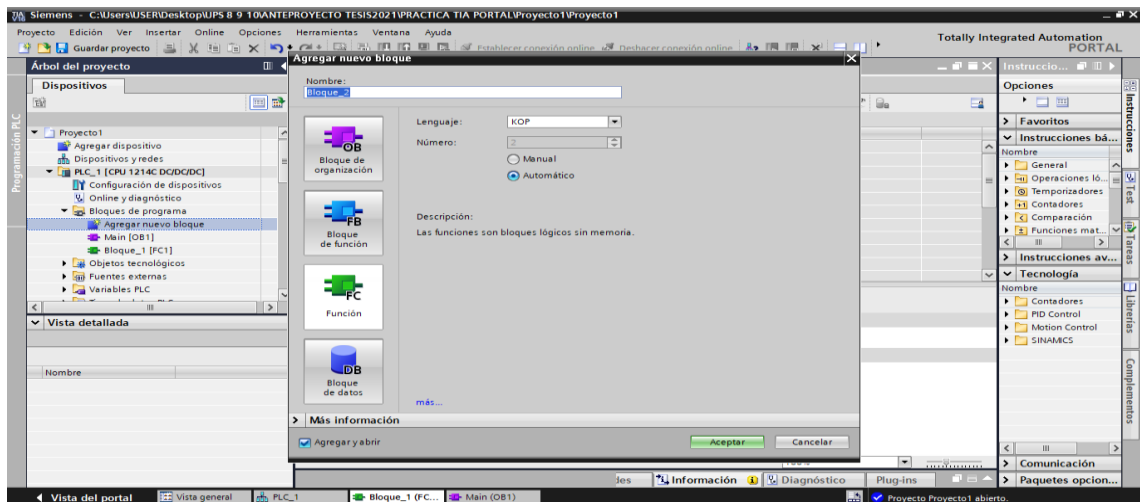 Siemens - C:\Users\USER\Desktop\UPS 8 9 10\ANTEPROYECTO TESIS2021\PRACTICA TIA PORTAL\Proyecto1\Proyecto1
Proyecto Edición Ver Insertar Online Opciones Herramientas Ventana Ayuda
Totally Integrated Automation
PORTAL
Guardar proyecto
Establecer conexión online
Deshacer conexión online
Árbol del proyecto
Dispositivos
Programación PLC
Proyecto1
Agregar dispositivo
Dispositivos y redes
PLC_1 [CPU 1214C DC/DC/DC]
Configuración de dispositivos
Online y diagnóstico
Bloques de programa
Agregar nuevo bloque
Main [OB1]
Bloque_1 [FC1]
Objetos tecnológicos
Fuentes externas
Variables PLC
Vista detallada
Nombre
Agregar nuevo bloque
Nombre:
Bloque_2
OB
Bloque de
organización
FB
Bloque
de función
FC
Función
DB
Bloque
de datos
Lenguaje: KOP
Número: 2
Manual
Automático
Descripción:
Las funciones son bloques lógicos sin memoria.
más...
Más información
Agregar y abrir
Aceptar
Cancelar
Información
Diagnóstico
Plug-ins
Instruccio...
Opciones
Favoritos
Instrucciones bá...
Nombre
General
Operaciones ló...
Temporizadores
Contadores
Comparación
Funciones mat...
Instrucciones av...
Tecnología
Nombre
Contadores
PID Control
Motion Control
SINAMICS
Comunicación
Paquetes opcion...
Instrucciones
Test
Tareas
Librerías
Complementos
Vista del portal
Vista general
PLC_1
Bloque_1 (FC...
Main (OB1)
Proyecto Proyecto1 abierto.